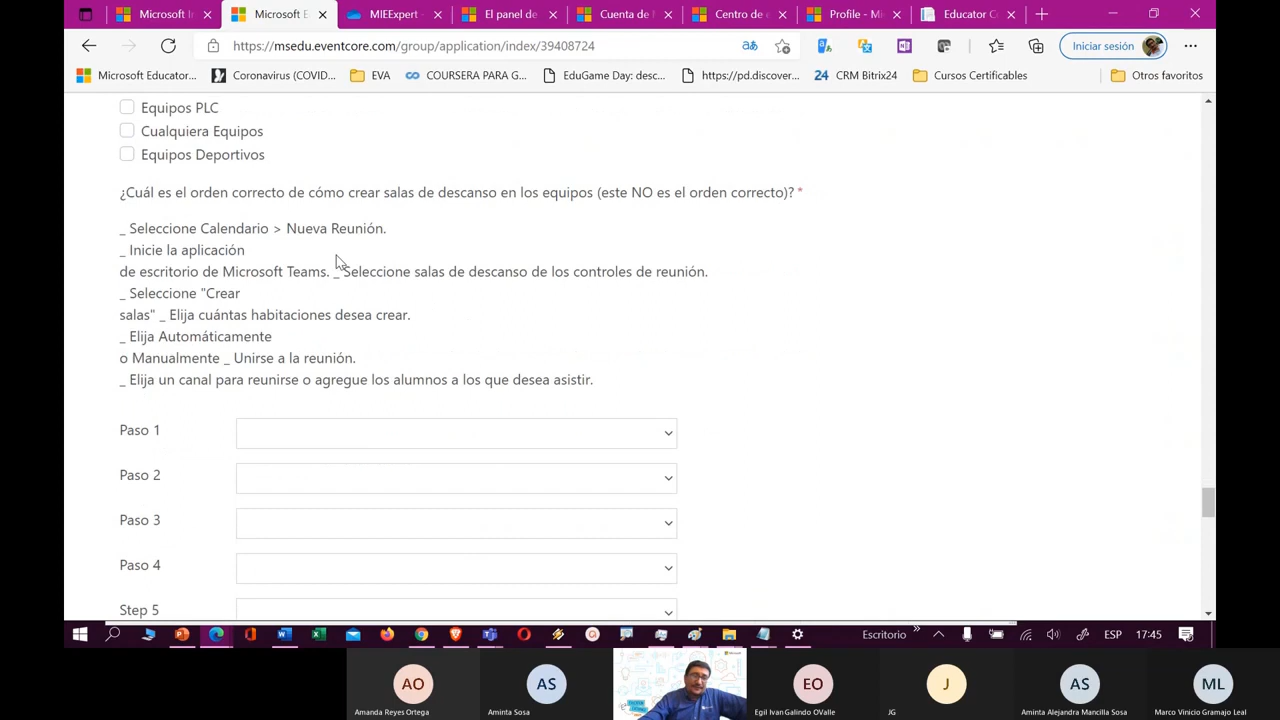 Microsoft In
Microsoft E
MIEExpert -
El panel de
Cuenta de M
Centro de e
Profile - Mi
Educator C
https://msedu.eventcore.com/group/application/index/39408724
Iniciar sesión
Microsoft Educator...
Coronavirus (COVID...
EVA
COURSERA PARA G...
EduGame Day: desc...
https://pd.discover...
24 CRM Bitrix24
Cursos Certificables
Otros favoritos
Equipos PLC
Cualquiera Equipos
Equipos Deportivos
¿Cuál es el orden correcto de cómo crear salas de descanso en los equipos (este NO es el orden correcto)? *
_ Seleccione Calendario > Nueva Reunión.
_ Inicie la aplicación
de escritorio de Microsoft Teams. _ Seleccione salas de descanso de los controles de reunión.
_ Seleccione "Crear
salas" _ Elija cuántas habitaciones desea crear.
_ Elija Automáticamente
o Manualmente _ Unirse a la reunión.
_ Elija un canal para reunirse o agregue los alumnos a los que desea asistir.
Paso 1
Paso 2
Paso 3
Paso 4
Step 5
Escritorio
ESP
17:45
AO
AS
EO
J
AS
ML
Amanda Reyes Ortega
Aminta Sosa
Egil Ivan Galindo OValle
JG
Aminta Alejandra Mancilla Sosa
Marco Vinicio Gramajo Leal